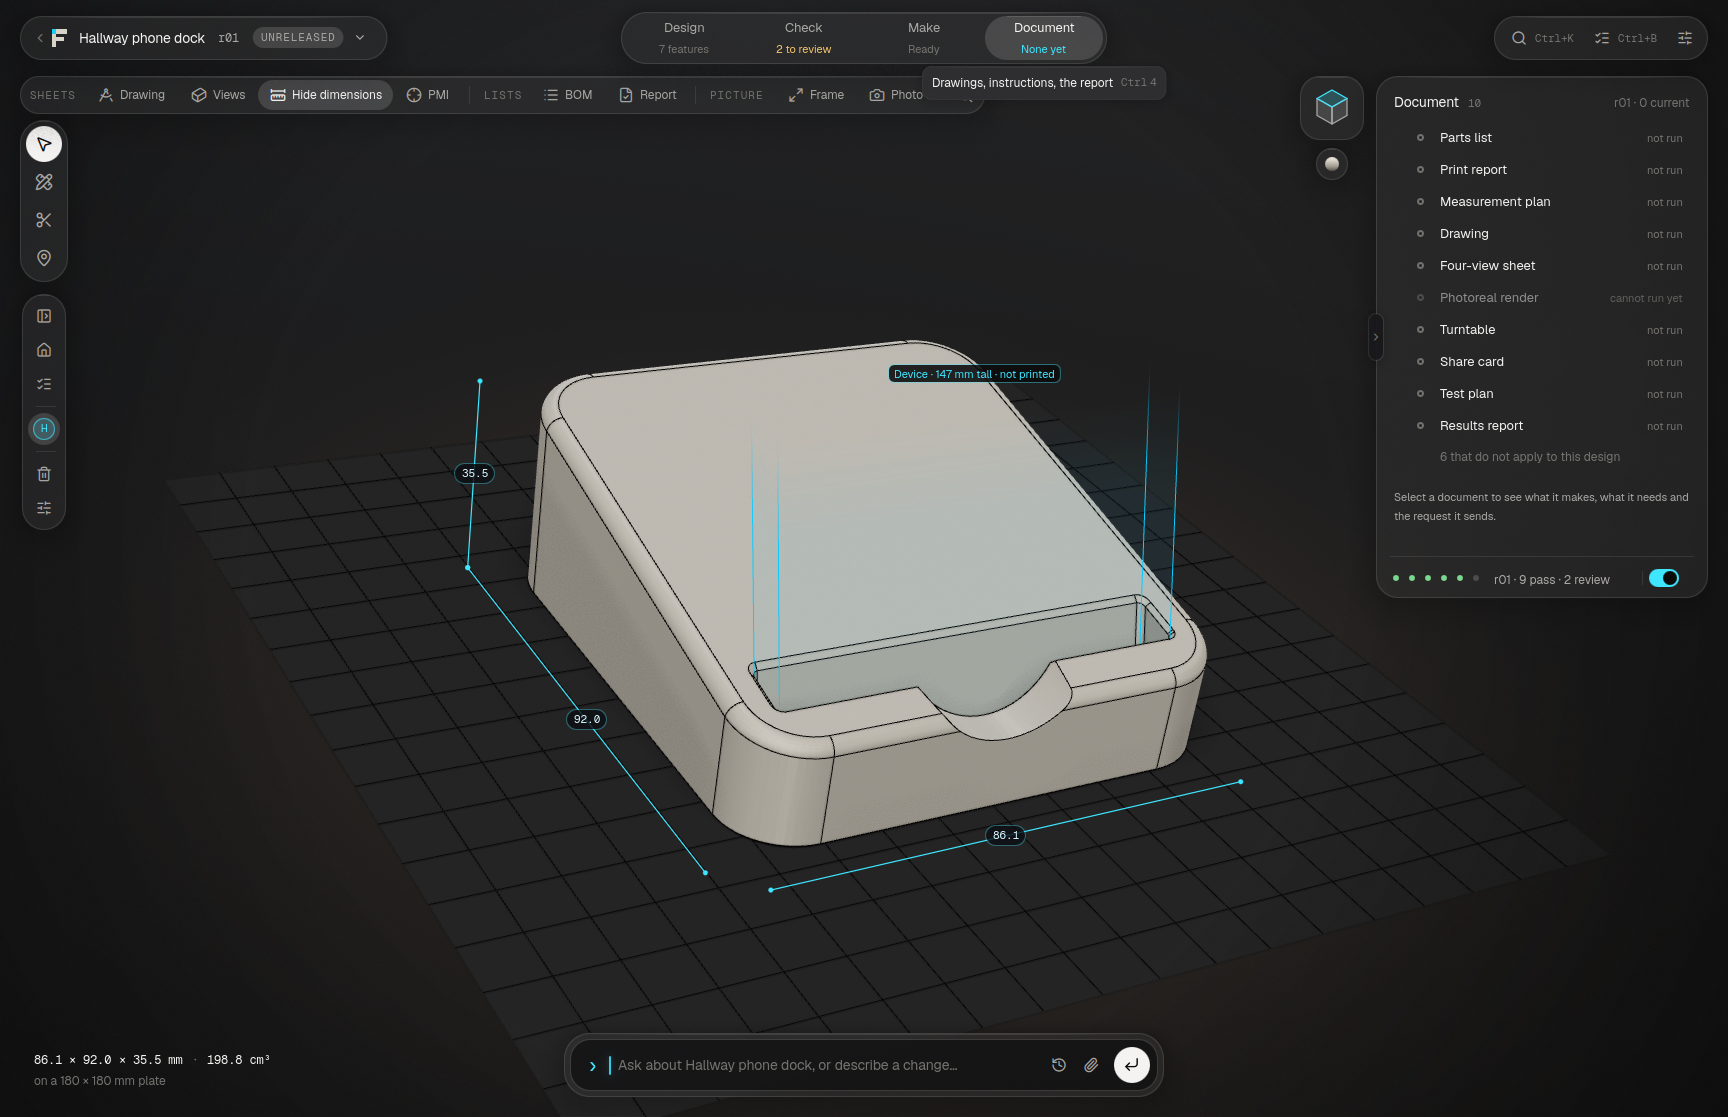 Hallway phone dock r01 UNRELEASED
Design
7 features
Check
2 to review
Make
Ready
Document
None yet
Ctrl+K
Ctrl+B
Drawings, instructions, the report Ctrl 4
SHEETS
Drawing
Views
Hide dimensions
PMI
LISTS
BOM
Report
PICTURE
Frame
Photo
H
Device · 147 mm tall · not printed
35.5
92.0
86.1
Document 10
r01 · 0 current
Parts list not run
Print report not run
Measurement plan not run
Drawing not run
Four-view sheet not run
Photoreal render cannot run yet
Turntable not run
Share card not run
Test plan not run
Results report not run
6 that do not apply to this design
Select a document to see what it makes, what it needs and
the request it sends.
r01 · 9 pass · 2 review
86.1 × 92.0 × 35.5 mm · 198.8 cm³
on a 180 × 180 mm plate
Ask about Hallway phone dock, or describe a change…